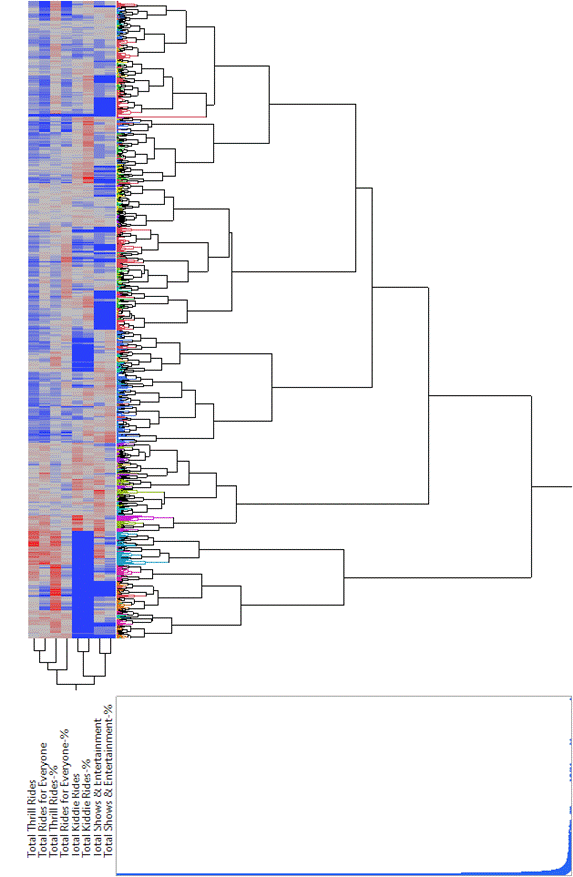 Total Thrill Rides
Total Rides for Everyone
Total Thrill Rides-%
Total Rides for Everyone-%
Total Kiddie Rides
Total Kiddie Rides-%
Total Shows & Entertainment
Total Shows & Entertainment-%